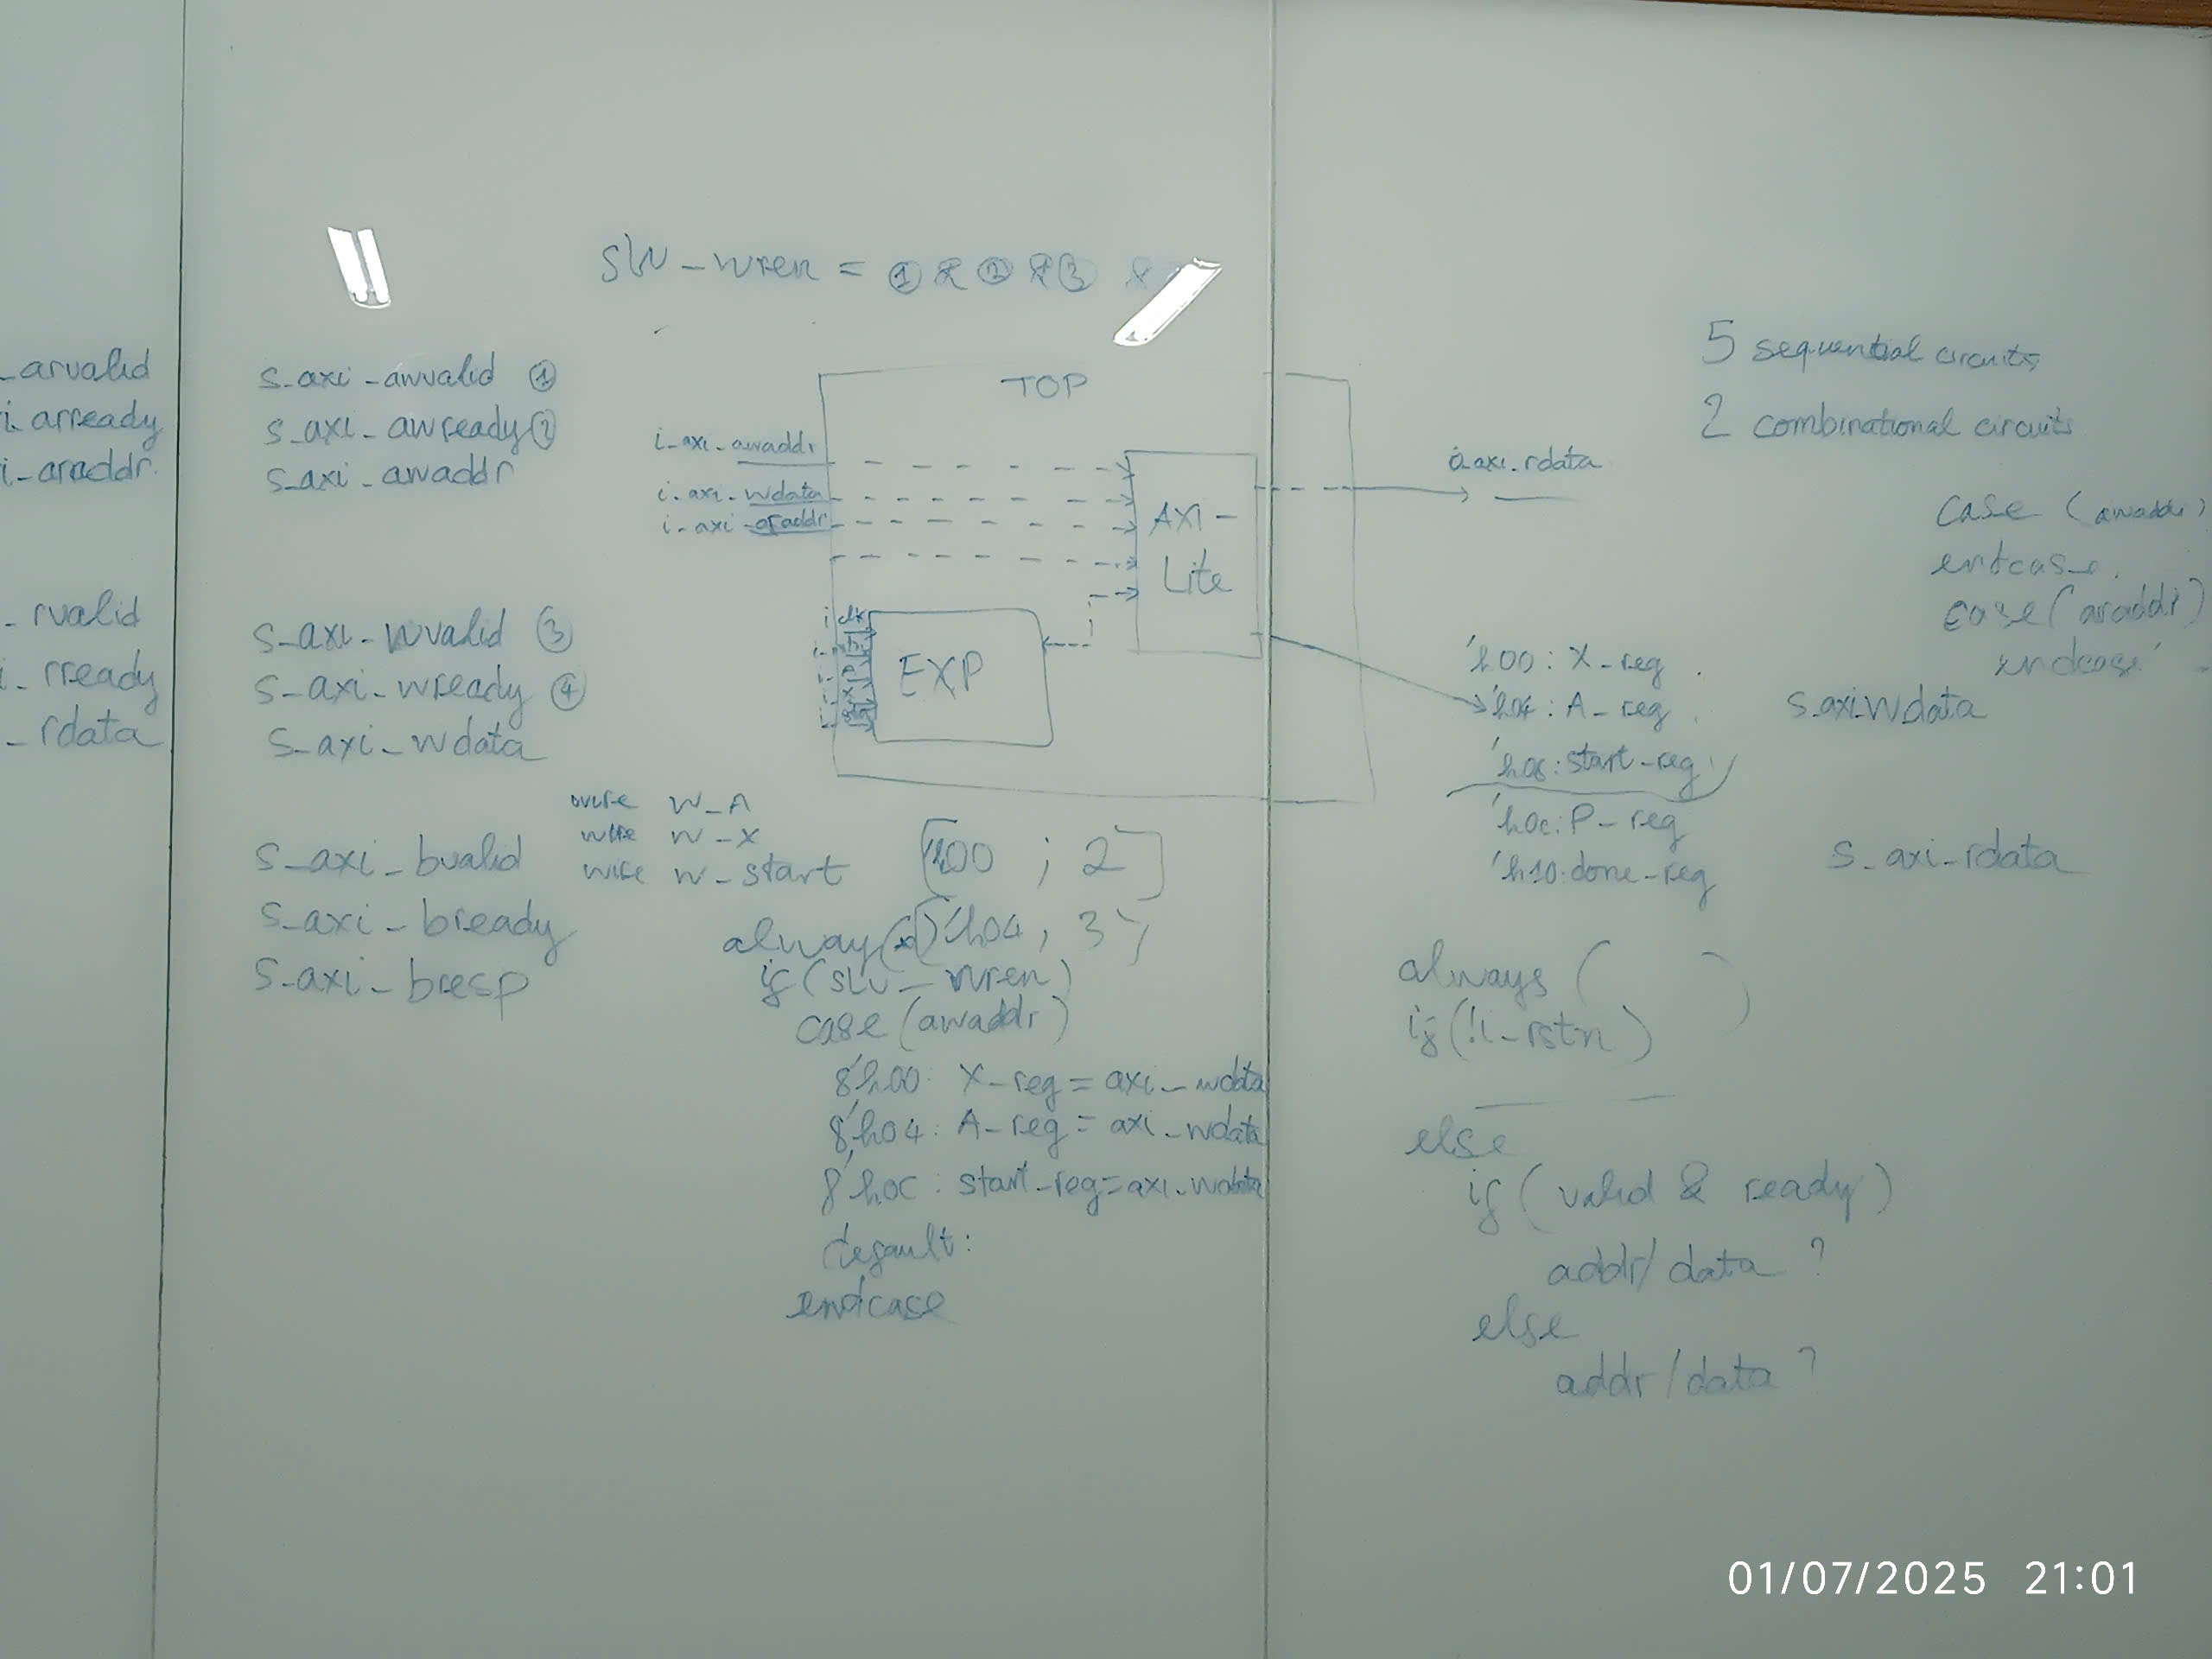 slv_wren = ① & ② & ③ &
_arvalid
i_arready
i_araddr
_rvalid
i_rready
_rdata
s_axi_awvalid ①
s_axi_awready ②
s_axi_awaddr
s_axi_wvalid ③
s_axi_wready ④
s_axi_wdata
s_axi_bvalid
s_axi_bready
s_axi_bresp
TOP
i_axi_awaddr
i_axi_wdata
i_axi_araddr
AXI-
Lite
i_clk
EXP
wire w_A
wire w_x
wire w_start
['h00 ; 2]
'h04, 3}
always(*)
if(slv_wren)
case (awaddr)
8'h00: X_reg = axi_wdata
8'h04: A_reg = axi_wdata
8'h0C: start_reg=axi_wdata
default:
endcase
5 sequential circuits
2 combinational circuits
o_axi_rdata
case (awaddr)
endcase
case(araddr)
endcase
'h00: X_reg
'h04: A_reg
'h08: start_reg
'h0c: P_reg
'h10: done_reg
s_axi_wdata
s_axi_rdata
always ( )
if(!i_rstn)
else
if ( valid & ready )
addr/data ?
else
addr/data ?
01/07/2025 21:01